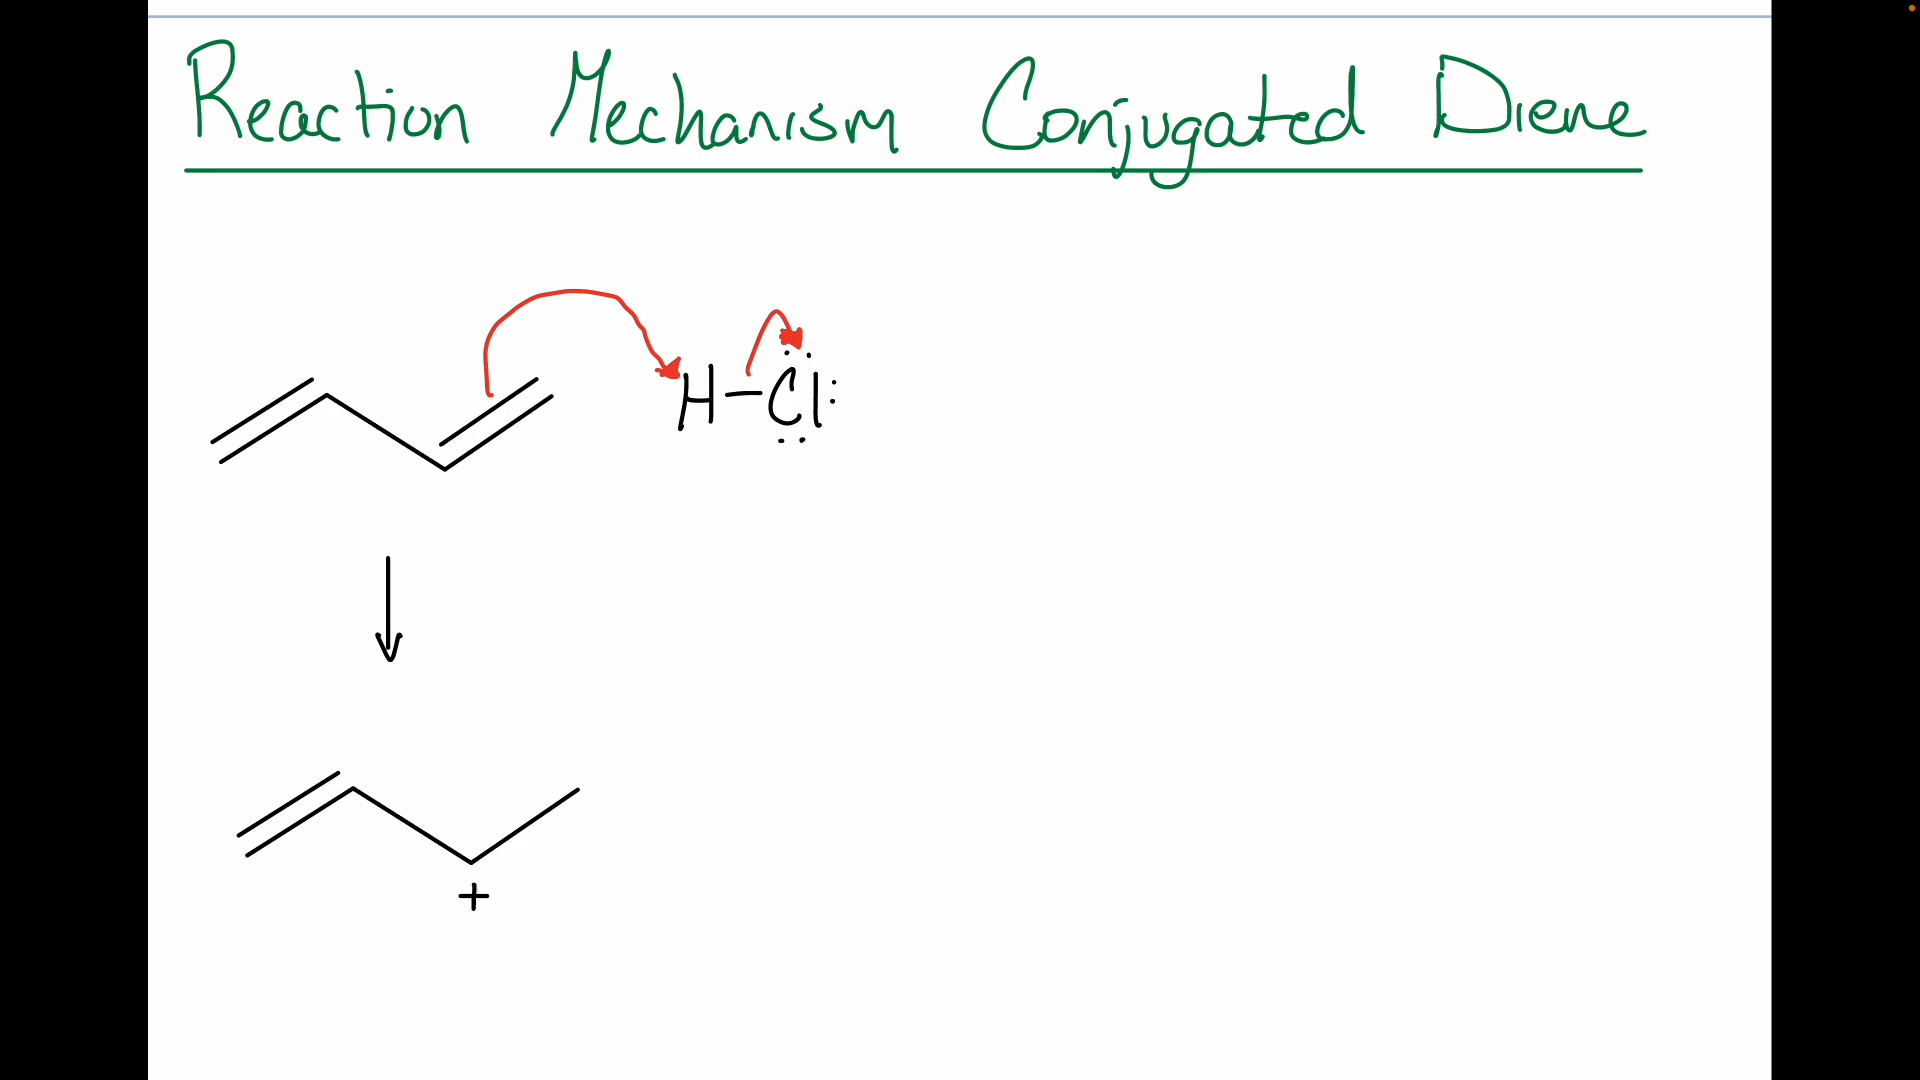 Reaction Mechanism Conjugated Diene
H-Cl
+